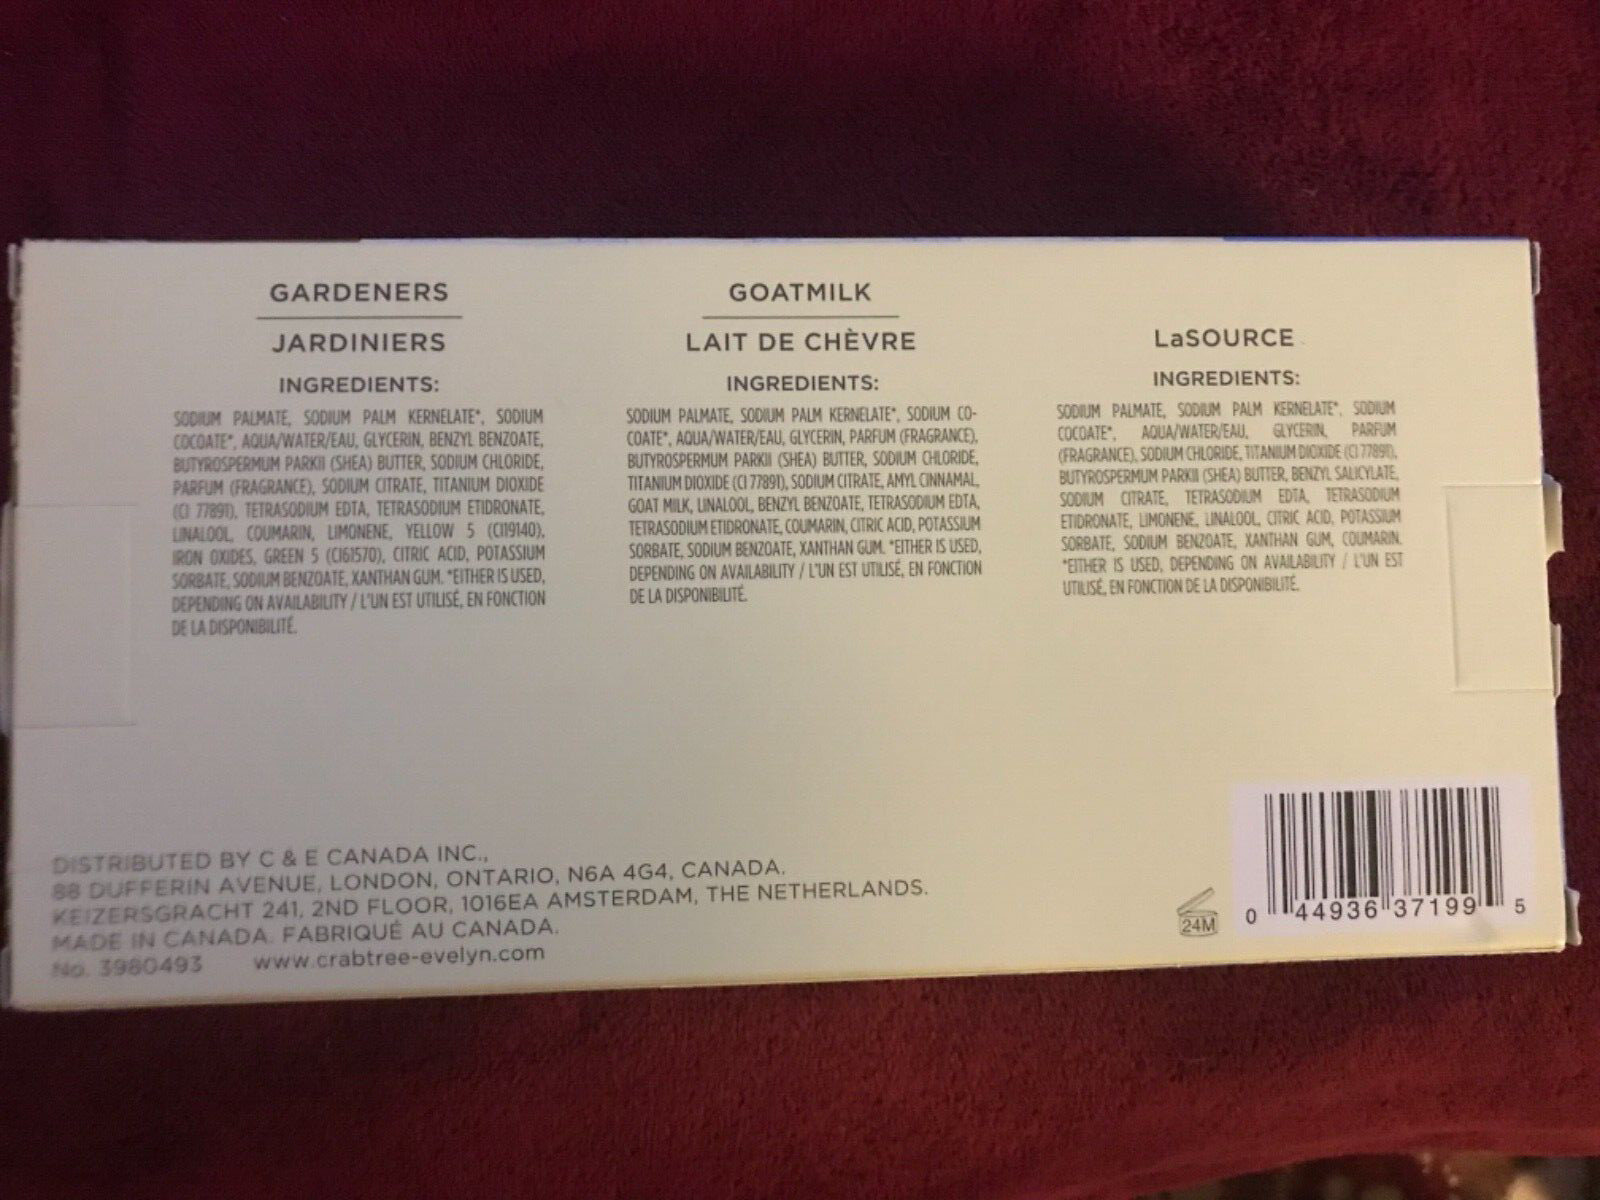 GARDENERS
JARDINIERS
INGREDIENTS:
SODIUM PALMATE, SODIUM PALM KERNELATE*, SODIUM
COCOATE*, AQUA/WATER/EAU, GLYCERIN, BENZYL BENZOATE,
BUTYROSPERMUM PARKII (SHEA) BUTTER, SODIUM CHLORIDE,
PARFUM (FRAGRANCE), SODIUM CITRATE, TITANIUM DIOXIDE
(CI 77891), TETRASODIUM EDTA, TETRASODIUM ETIDRONATE,
LINALOOL, COUMARIN, LIMONENE, YELLOW 5 (CI19140),
IRON OXIDES, GREEN 5 (CI61570), CITRIC ACID, POTASSIUM
SORBATE, SODIUM BENZOATE, XANTHAN GUM. *EITHER IS USED,
DEPENDING ON AVAILABILITY / L'UN EST UTILISÉ, EN FONCTION
DE LA DISPONIBILITÉ.
GOATMILK
LAIT DE CHÈVRE
INGREDIENTS:
SODIUM PALMATE, SODIUM PALM KERNELATE*, SODIUM CO-
COATE*, AQUA/WATER/EAU, GLYCERIN, PARFUM (FRAGRANCE),
BUTYROSPERMUM PARKII (SHEA) BUTTER, SODIUM CHLORIDE,
TITANIUM DIOXIDE (CI 77891), SODIUM CITRATE, AMYL CINNAMAL,
GOAT MILK, LINALOOL, BENZYL BENZOATE, TETRASODIUM EDTA,
TETRASODIUM ETIDRONATE, COUMARIN, CITRIC ACID, POTASSIUM
SORBATE, SODIUM BENZOATE, XANTHAN GUM. *EITHER IS USED,
DEPENDING ON AVAILABILITY / L'UN EST UTILISÉ, EN FONCTION
DE LA DISPONIBILITÉ.
LaSOURCE
INGREDIENTS:
SODIUM PALMATE, SODIUM PALM KERNELATE*, SODIUM
COCOATE*, AQUA/WATER/EAU, GLYCERIN, PARFUM
(FRAGRANCE), SODIUM CHLORIDE, TITANIUM DIOXIDE (CI 77891),
BUTYROSPERMUM PARKII (SHEA) BUTTER, BENZYL SALICYLATE,
SODIUM CITRATE, TETRASODIUM EDTA, TETRASODIUM
ETIDRONATE, LIMONENE, LINALOOL, CITRIC ACID, POTASSIUM
SORBATE, SODIUM BENZOATE, XANTHAN GUM, COUMARIN.
*EITHER IS USED, DEPENDING ON AVAILABILITY / L'UN EST
UTILISÉ, EN FONCTION DE LA DISPONIBILITÉ.
DISTRIBUTED BY C & E CANADA INC.,
88 DUFFERIN AVENUE, LONDON, ONTARIO, N6A 4G4, CANADA.
KEIZERSGRACHT 241, 2ND FLOOR, 1016EA AMSTERDAM, THE NETHERLANDS.
MADE IN CANADA. FABRIQUÉ AU CANADA.
No. 3980493 www.crabtree-evelyn.com
24M
0 44936 37199 5